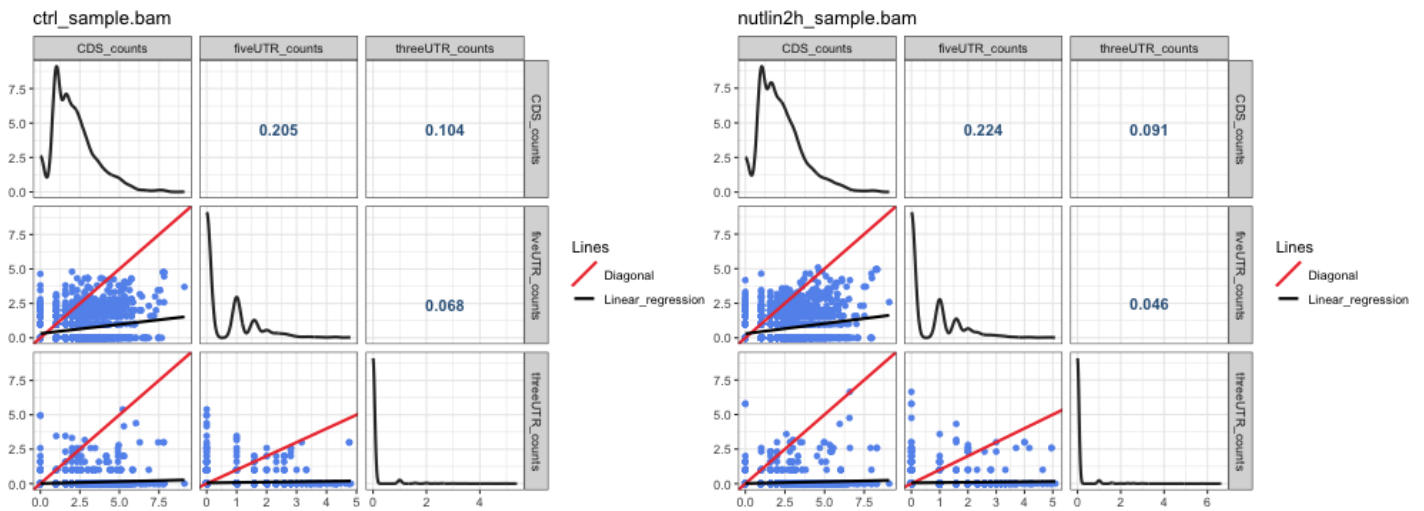 ctrl_sample.bam
CDS_counts fiveUTR_counts threeUTR_counts
7.5
5.0
2.5
0.0
0.205 0.104
CDS_counts
7.5
5.0
2.5
0.0
0.068
fiveUTR_counts
7.5
5.0
2.5
0.0
threeUTR_counts
0.0 2.5 5.0 7.5 0 1 2 3 4 5 0 2 4
Lines
Diagonal
Linear_regression
nutlin2h_sample.bam
CDS_counts fiveUTR_counts threeUTR_counts
7.5
5.0
2.5
0.0
0.224 0.091
CDS_counts
7.5
5.0
2.5
0.0
0.046
fiveUTR_counts
7.5
5.0
2.5
0.0
threeUTR_counts
0.0 2.5 5.0 7.5 0 1 2 3 4 5 0 2 4 6
Lines
Diagonal
Linear_regression